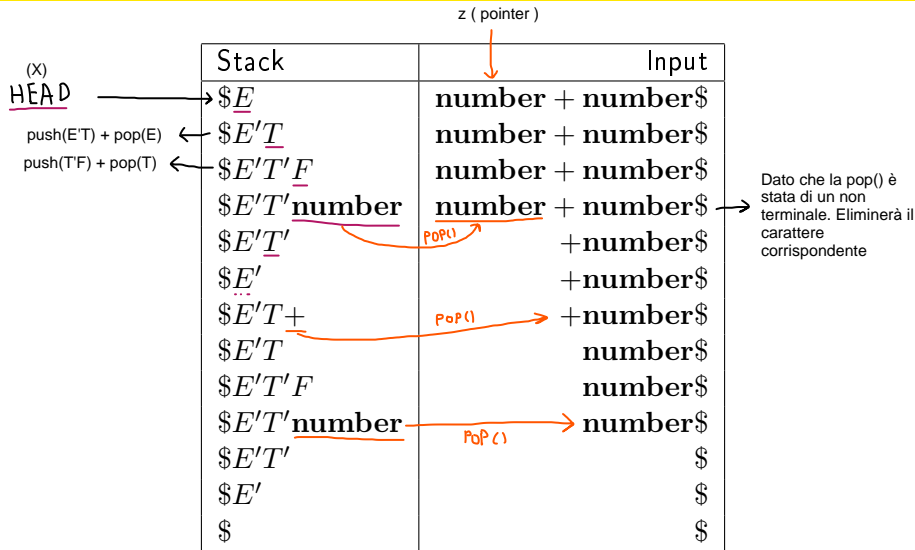 z ( pointer )
Stack Input
(X)
HEAD
$E number + number$
push(E'T) + pop(E)
$E'T number + number$
push(T'F) + pop(T)
$E'T'F number + number$
$E'T'number number + number$
Dato che la pop() è
stata di un non
terminale. Eliminerà il
carattere
corrispondente
POP()
$E'T' +number$
$E' +number$
$E'T+ POP() +number$
$E'T number$
$E'T'F number$
$E'T'number POP() number$
$E'T' $
$E' $
$ $